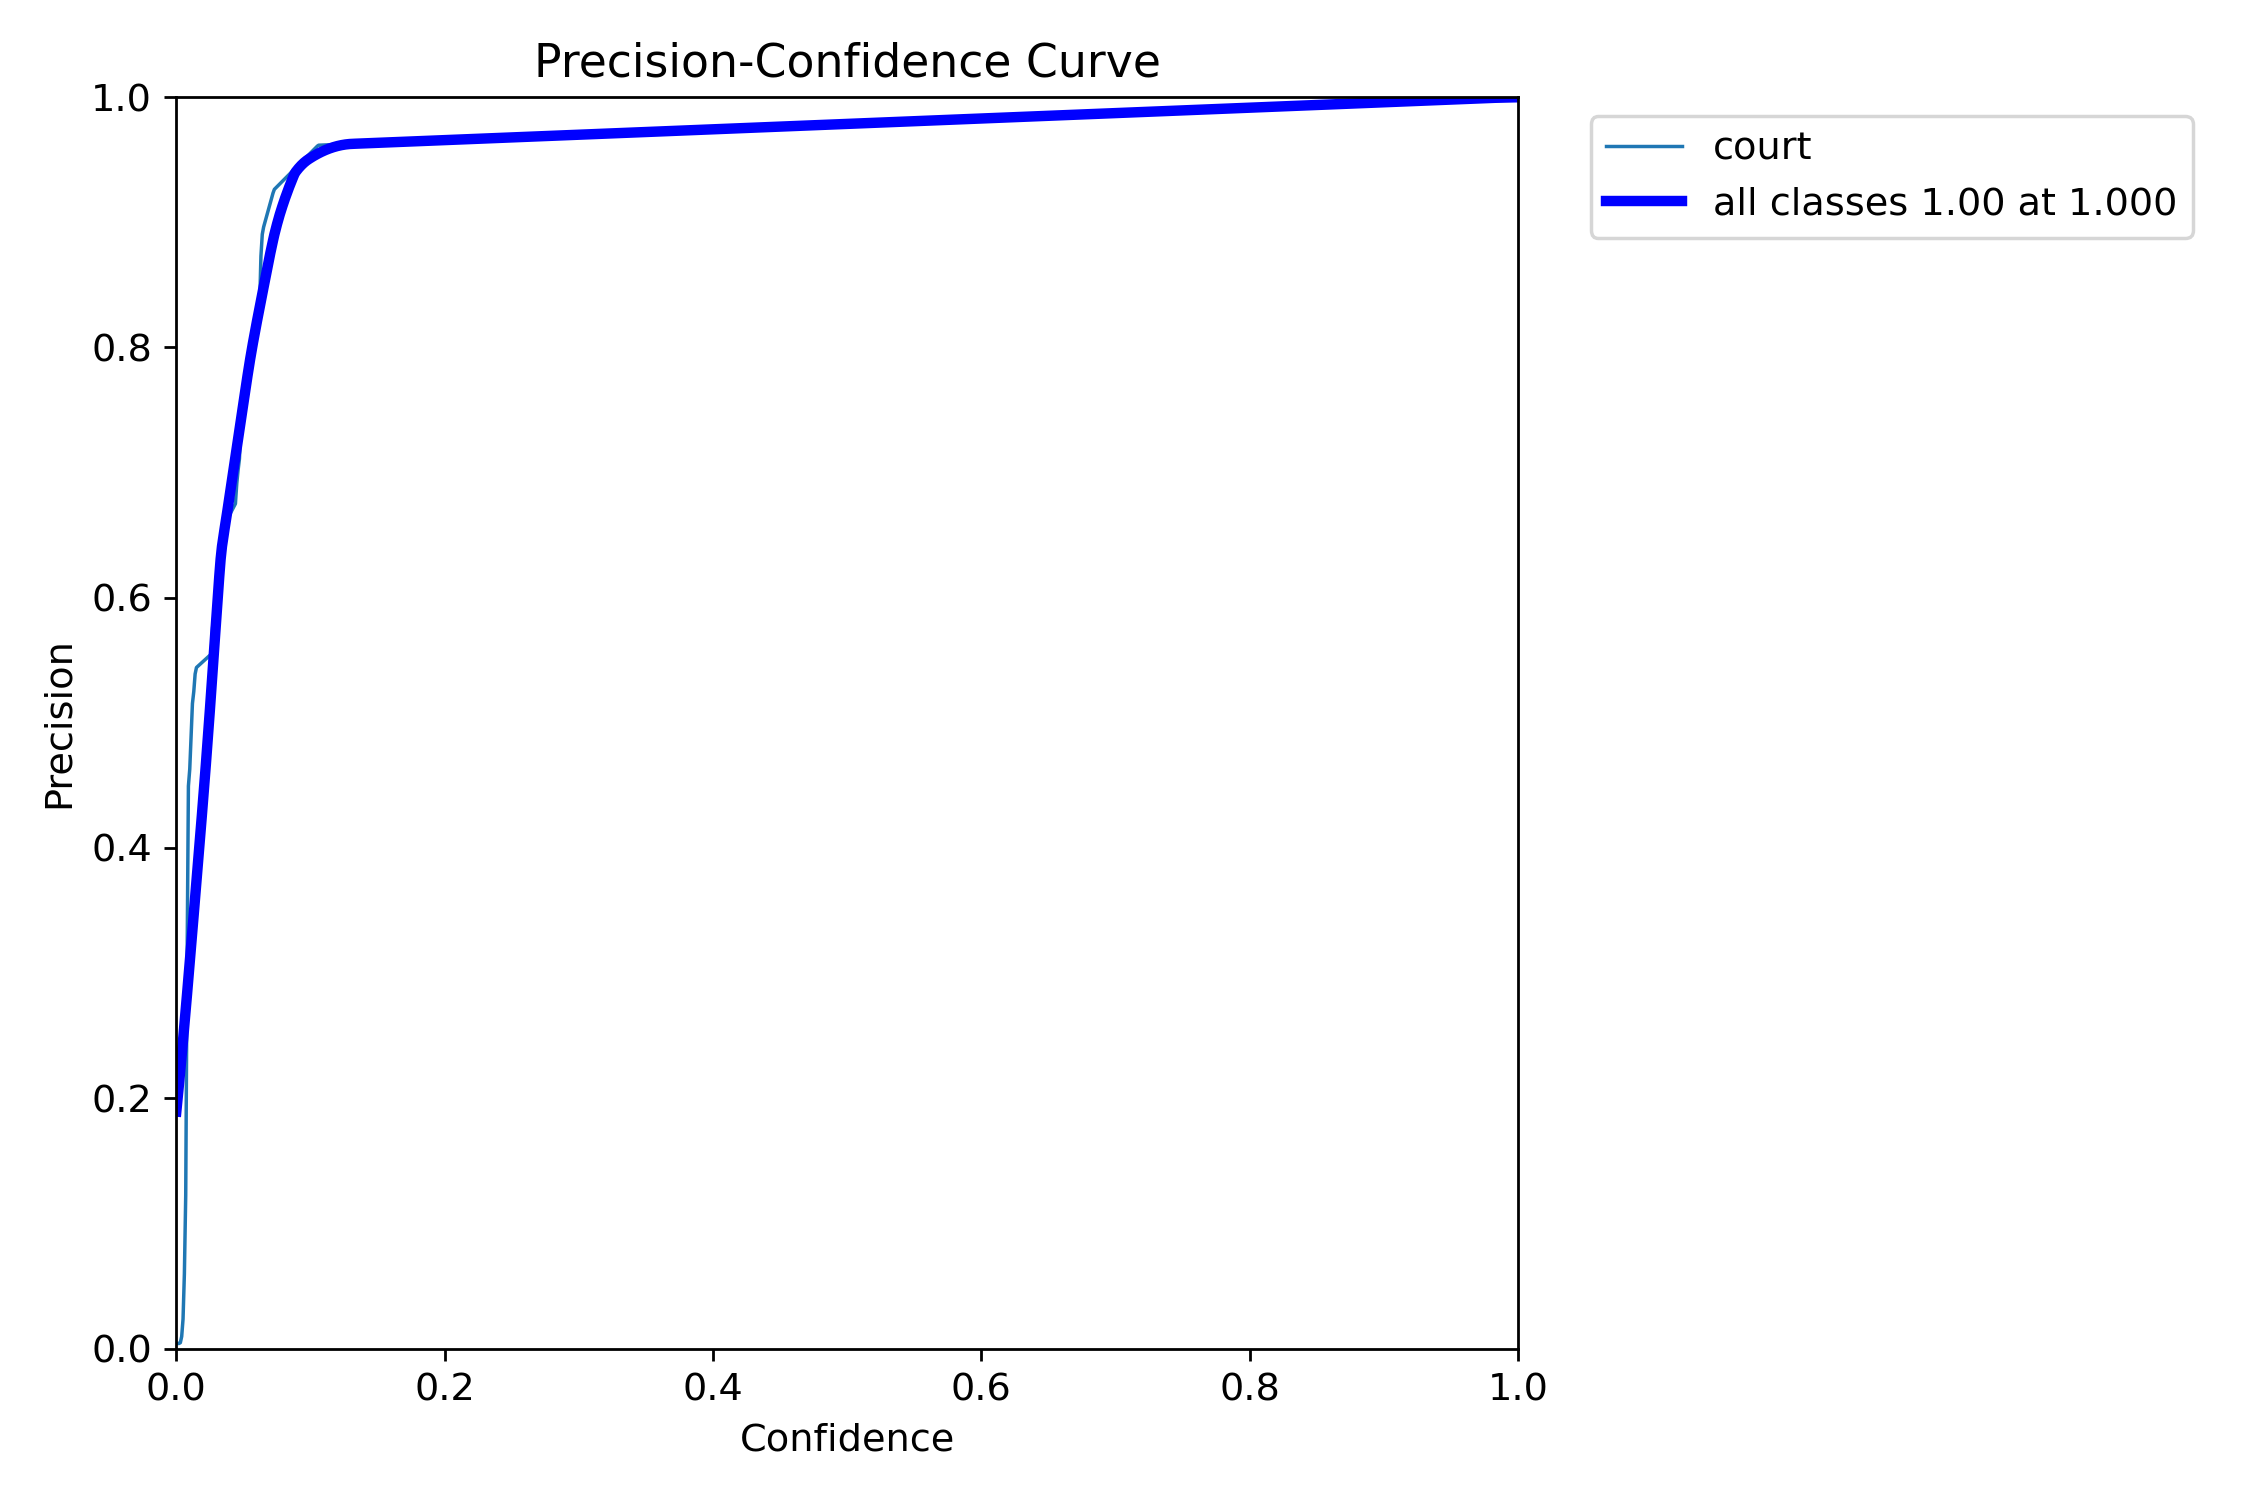 Precision-Confidence Curve
1.0
0.8
0.6
0.4
0.2
0.0
Precision
0.0 0.2 0.4 0.6 0.8 1.0
Confidence
court
all classes 1.00 at 1.000